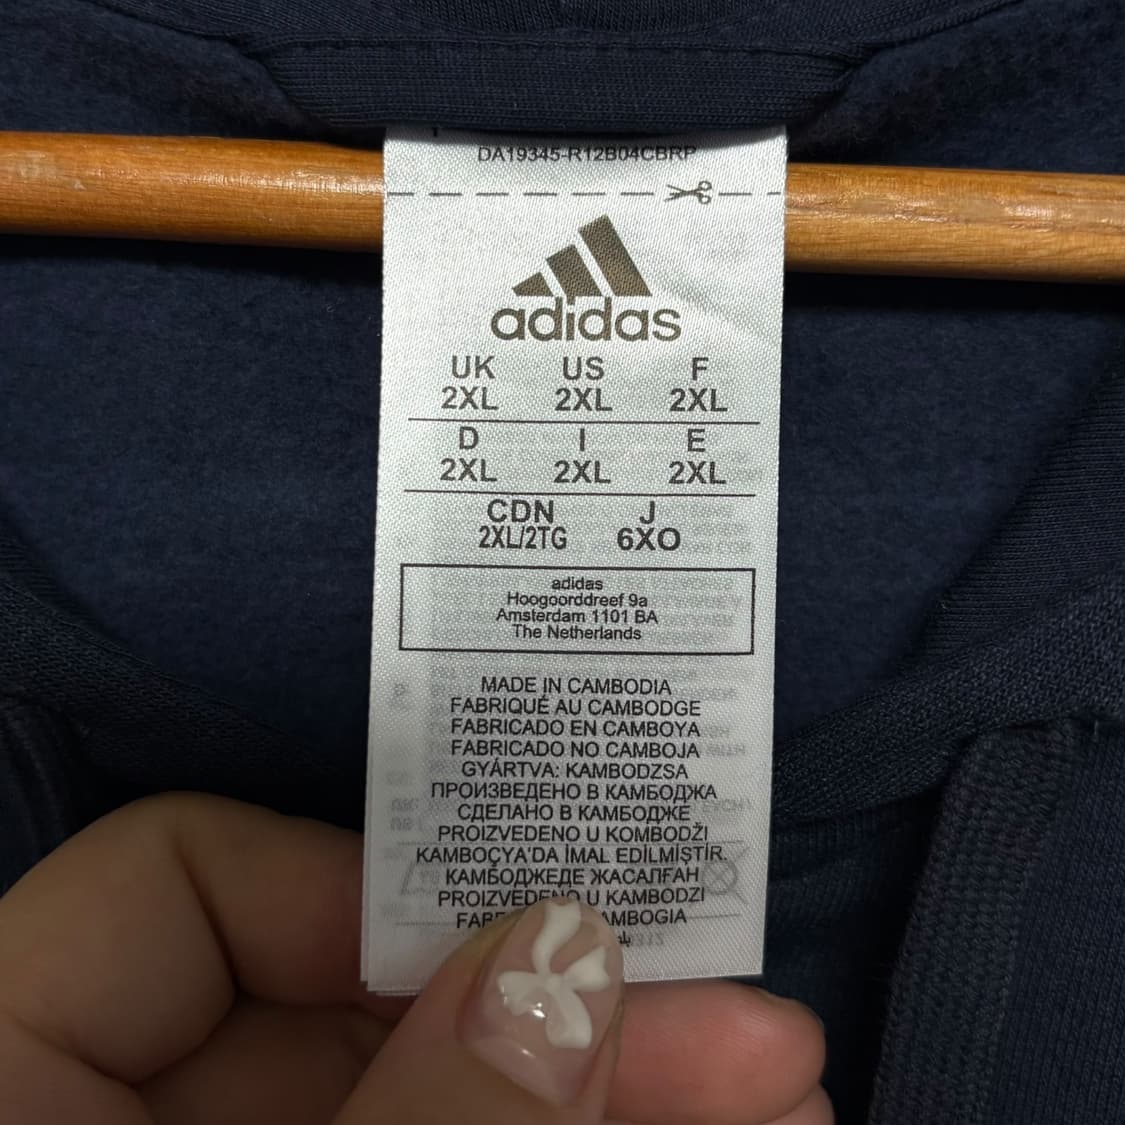 DA19345-R12B04CBRP
adidas
UK US F
2XL 2XL 2XL
D I E
2XL 2XL 2XL
CDN J
2XL/2TG 6XO
adidas
Hoogoorddreef 9a
Amsterdam 1101 BA
The Netherlands
MADE IN CAMBODIA
FABRIQUÉ AU CAMBODGE
FABRICADO EN CAMBOYA
FABRICADO NO CAMBOJA
GYÁRTVA: KAMBODZSA
ПРОИЗВЕДЕНО В КАМБОДЖА
СДЕЛАНО В КАМБОДЖЕ
PROIZVEDENO U KOMBODŽI
KAMBOÇYA'DA İMAL EDİLMİŞTİR.
КАМБОДЖЕДЕ ЖАСАЛҒАН
PROIZVEDENO U KAMBODZI